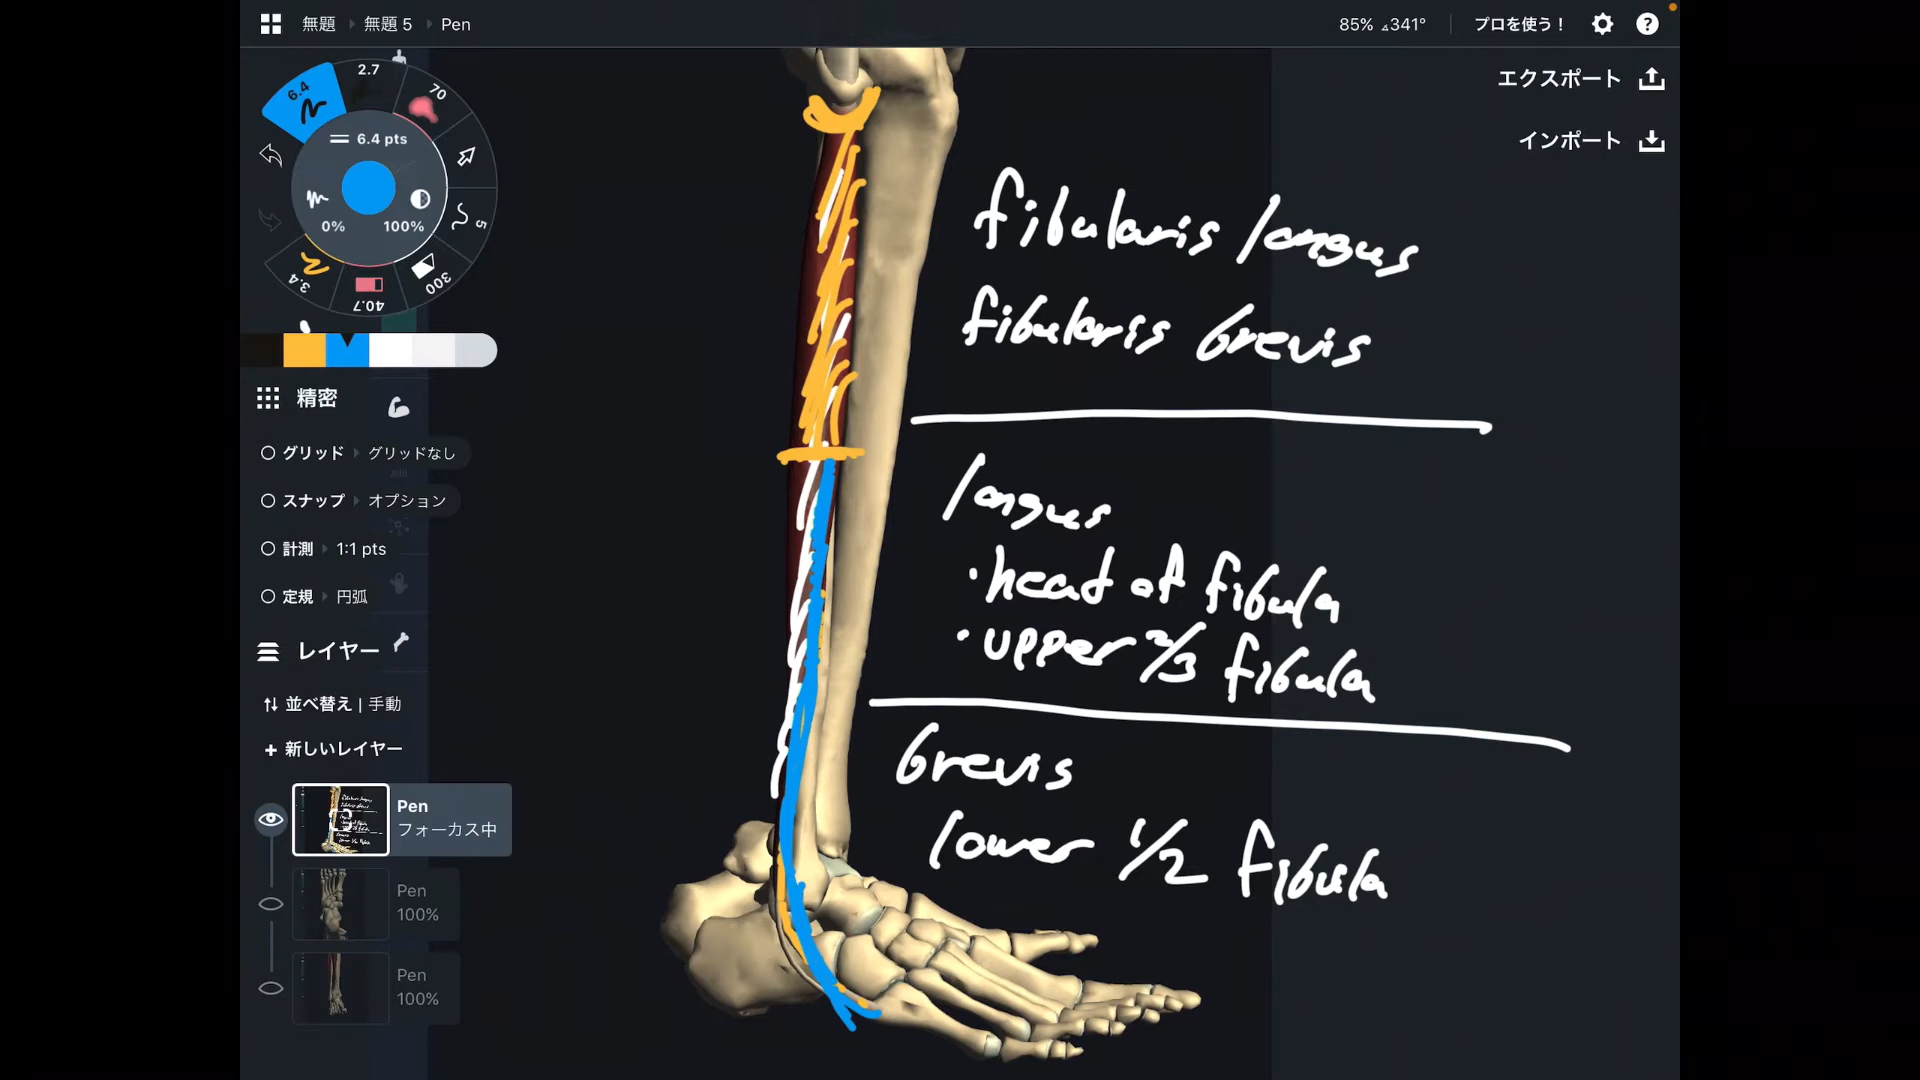 無題 無題 5 Pen
85% ⊿341°
プロを使う！
エクスポート
インポート
2.7
6.4
70
6.4 pts
0%
100%
5
3.4
40.7
300
精密
グリッド グリッドなし
スナップ オプション
計測 1:1 pts
定規 円弧
レイヤー
並べ替え | 手動
新しいレイヤー
Pen
フォーカス中
Pen
100%
Pen
100%
fibularis longus
fibularis brevis
longus
・head of fibula
・upper 2/3 fibula
brevis
lower 1/2 fibula